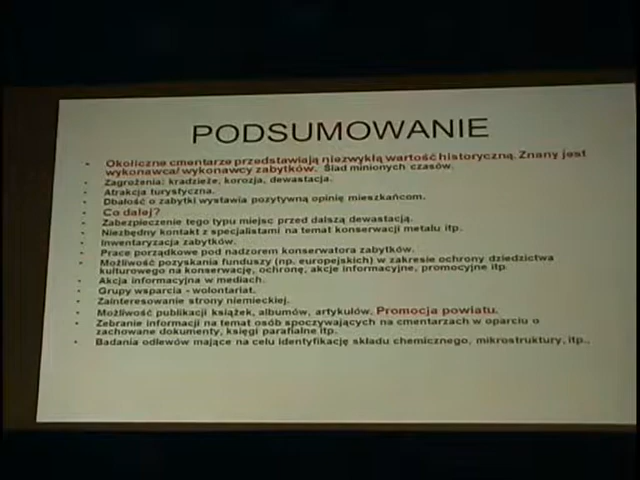 PODSUMOWANIE
• Okoliczne cmentarze przedstawiają niezwykłą wartość historyczną. Znany jest
wykonawca/ wykonawcy zabytków. Ślad minionych czasów.
• Zagrożenia: kradzieże, korozja, dewastacja.
• Atrakcja turystyczna.
• Dbałość o zabytki wystawia pozytywną opinię mieszkańcom.
• Co dalej?
• Zabezpieczenie tego typu miejsc przed dalszą dewastacją.
• Niezbędny kontakt z specjalistami na temat konserwacji metalu itp.
• Inwentaryzacja zabytków.
• Prace porządkowe pod nadzorem konserwatora zabytków.
• Możliwość pozyskania funduszy (np. europejskich) w zakresie ochrony dziedzictwa
kulturowego na konserwację, ochronę, akcje informacyjne, promocyjne itp
• Akcja informacyjna w mediach.
• Grupy wsparcia - wolontariat.
• Zainteresowanie strony niemieckiej.
• Możliwość publikacji książek, albumów, artykułów. Promocja powiatu.
• Zebranie informacji na temat osób spoczywających na cmentarzach w oparciu o
zachowane dokumenty, księgi parafialne itp.
• Badania odlewów mające na celu identyfikację składu chemicznego, mikrostruktury, itp..